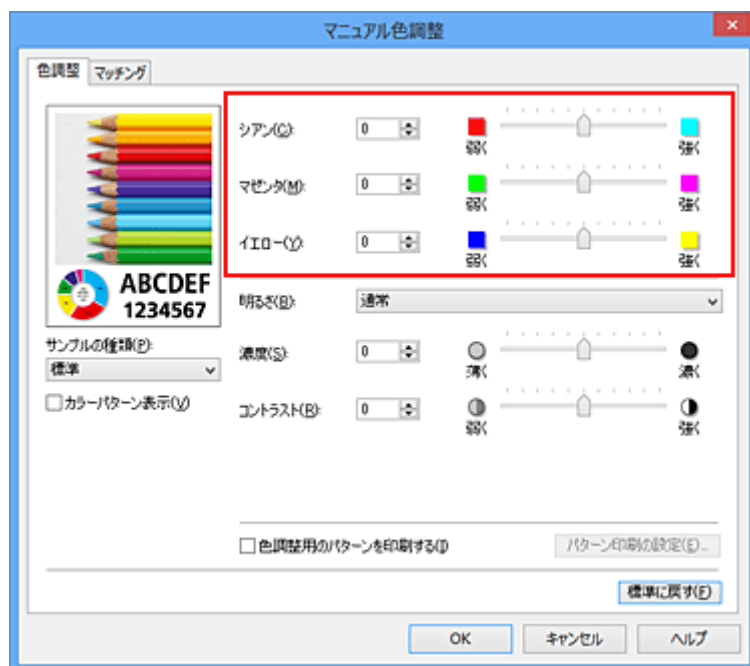 マニュアル色調整
色調整 マッチング
シアン(C): 0 弱く 強く
マゼンタ(M): 0 弱く 強く
イエロー(Y): 0 弱く 強く
ABCDEF
1234567
明るさ(B): 通常
サンプルの種類(P):
標準
濃度(S): 0 薄く 濃く
カラーパターン表示(V)
コントラスト(R): 0 弱く 強く
色調整用のパターンを印刷する(I) パターン印刷の設定(E)...
標準に戻す(F)
OK キャンセル ヘルプ